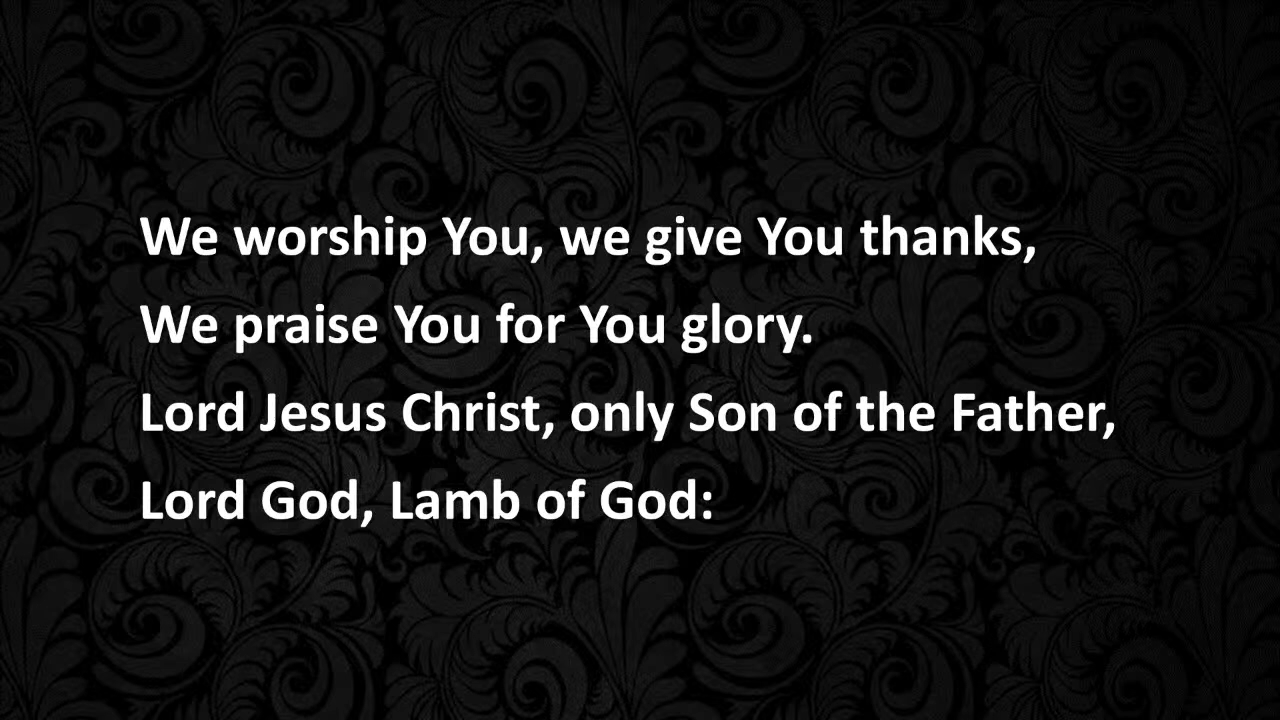 We worship You, we give You thanks,
We praise You for You glory.
Lord Jesus Christ, only Son of the Father,
Lord God, Lamb of God: